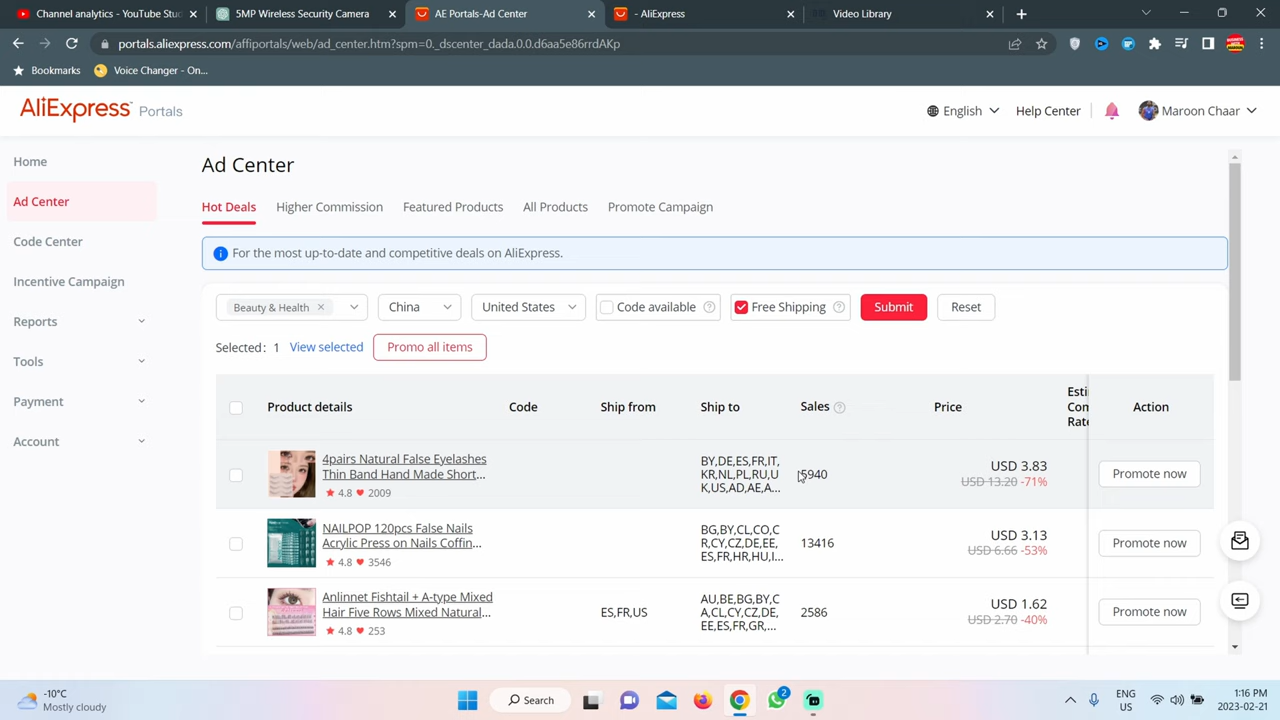 Channel analytics - YouTube Stud
5MP Wireless Security Camera
AE Portals-Ad Center
- AliExpress
Video Library
portals.aliexpress.com/affiportals/web/ad_center.htm?spm=0._dscenter_dada.0.0.d6aa5e86rrdAKp
Bookmarks
Voice Changer - On...
AliExpress Portals
English
Help Center
Maroon Chaar
Home
Ad Center
Code Center
Incentive Campaign
Reports
Tools
Payment
Account
Ad Center
Hot Deals
Higher Commission
Featured Products
All Products
Promote Campaign
For the most up-to-date and competitive deals on AliExpress.
Beauty & Health ×
China
United States
Code available
Free Shipping
Submit
Reset
Selected: 1
View selected
Promo all items
Product details
Code
Ship from
Ship to
Sales
Price
Esti
Com
Rate
Action
4pairs Natural False Eyelashes
Thin Band Hand Made Short...
4.8 2009
BY,DE,ES,FR,IT,
KR,NL,PL,RU,U
K,US,AD,AE,A...
5940
USD 3.83
USD 13.20 -71%
Promote now
NAILPOP 120pcs False Nails
Acrylic Press on Nails Coffin...
4.8 3546
BG,BY,CL,CO,C
R,CY,CZ,DE,EE,
ES,FR,HR,HU,I...
13416
USD 3.13
USD 6.66 -53%
Promote now
Anlinnet Fishtail + A-type Mixed
Hair Five Rows Mixed Natural...
4.8 253
ES,FR,US
AU,BE,BG,BY,C
A,CL,CY,CZ,DE,
EE,ES,FR,GR,...
2586
USD 1.62
USD 2.70 -40%
Promote now
-10°C
Mostly cloudy
Search
2
ENG
US
1:16 PM
2023-02-21